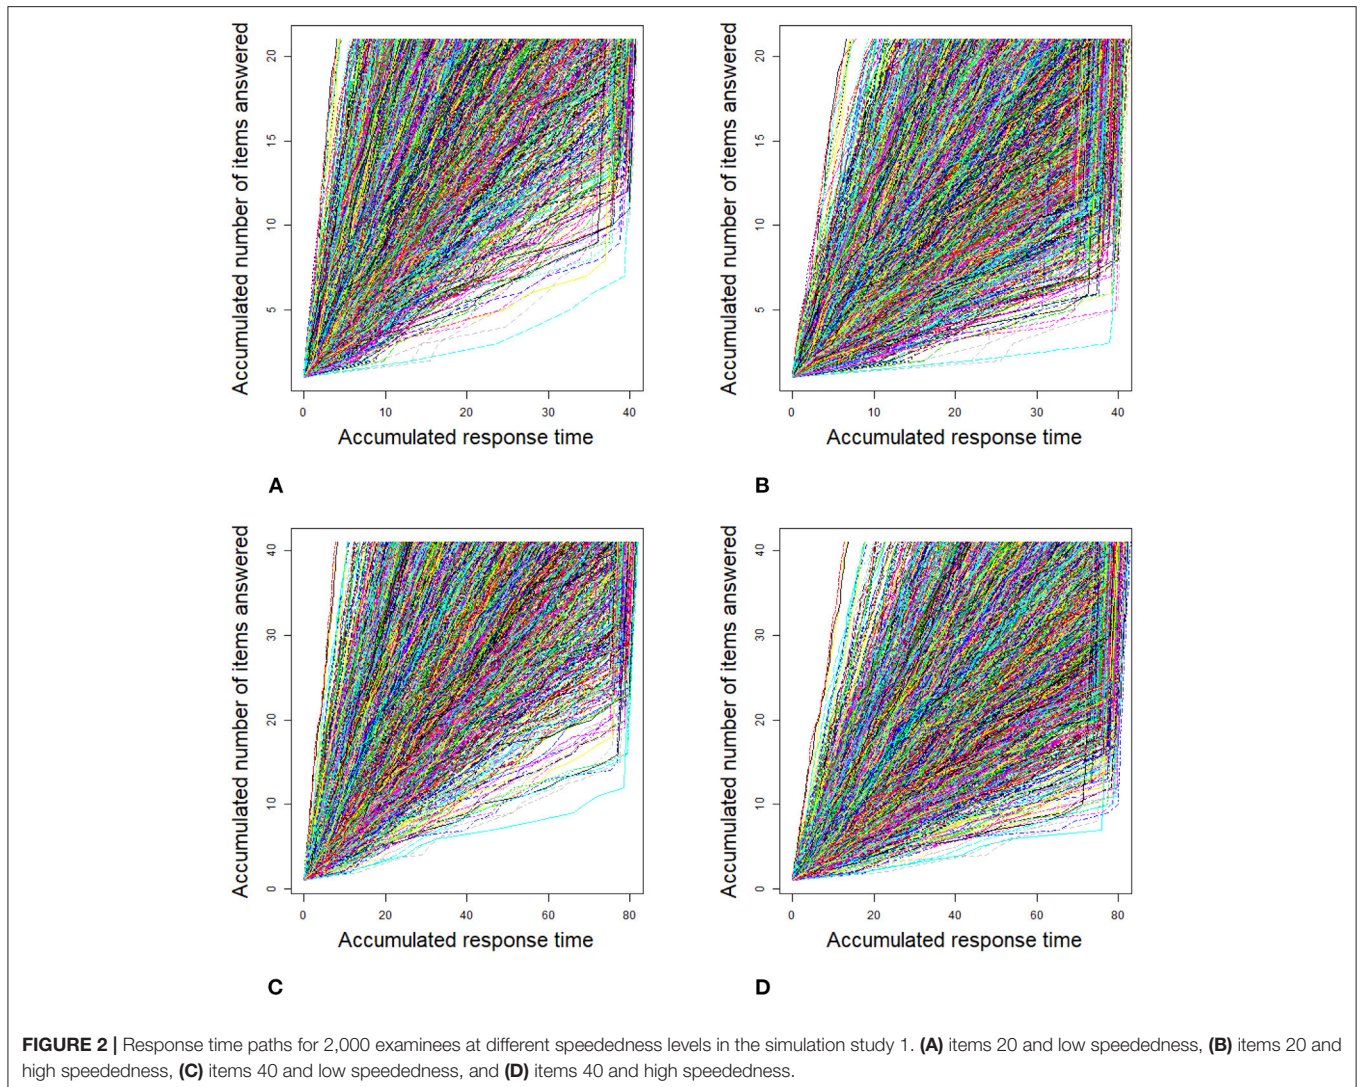 Accumulated number of items answered
20
15
10
5
0
10
20
30
40
Accumulated response time
A
Accumulated number of items answered
20
15
10
5
0
10
20
30
40
Accumulated response time
B
Accumulated number of items answered
40
30
20
10
0
0
20
40
60
80
Accumulated response time
C
Accumulated number of items answered
40
30
20
10
0
0
20
40
60
80
Accumulated response time
D
FIGURE 2 | Response time paths for 2,000 examinees at different speededness levels in the simulation study 1. (A) items 20 and low speededness, (B) items 20 and
high speededness, (C) items 40 and low speededness, and (D) items 40 and high speededness.